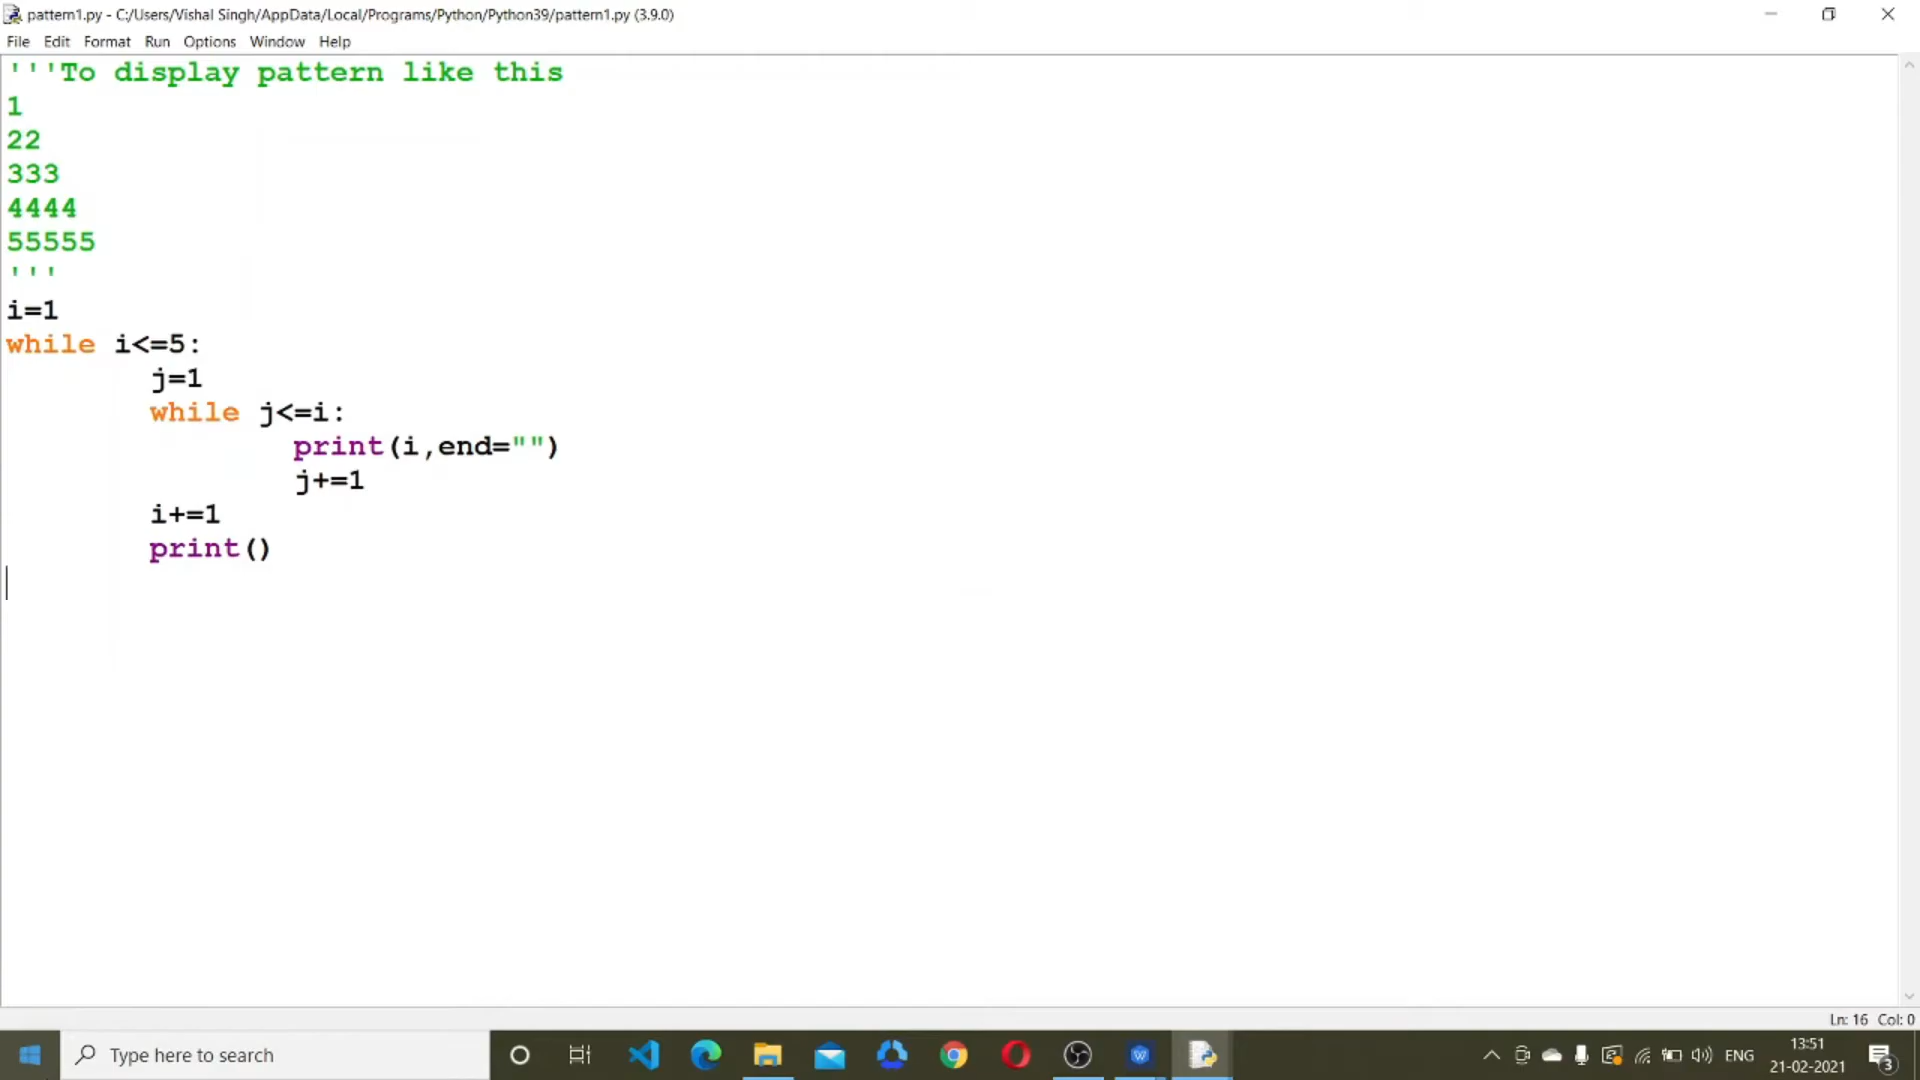 pattern1.py - C:/Users/Vishal Singh/AppData/Local/Programs/Python/Python39/pattern1.py (3.9.0)
File Edit Format Run Options Window Help
'''To display pattern like this
1
22
333
4444
55555
'''
i=1
while i<=5:
        j=1
        while j<=i:
                print(i,end="")
                j+=1
        i+=1
        print()
Ln: 16 Col: 0
Type here to search
ENG
13:51
21-02-2021
3